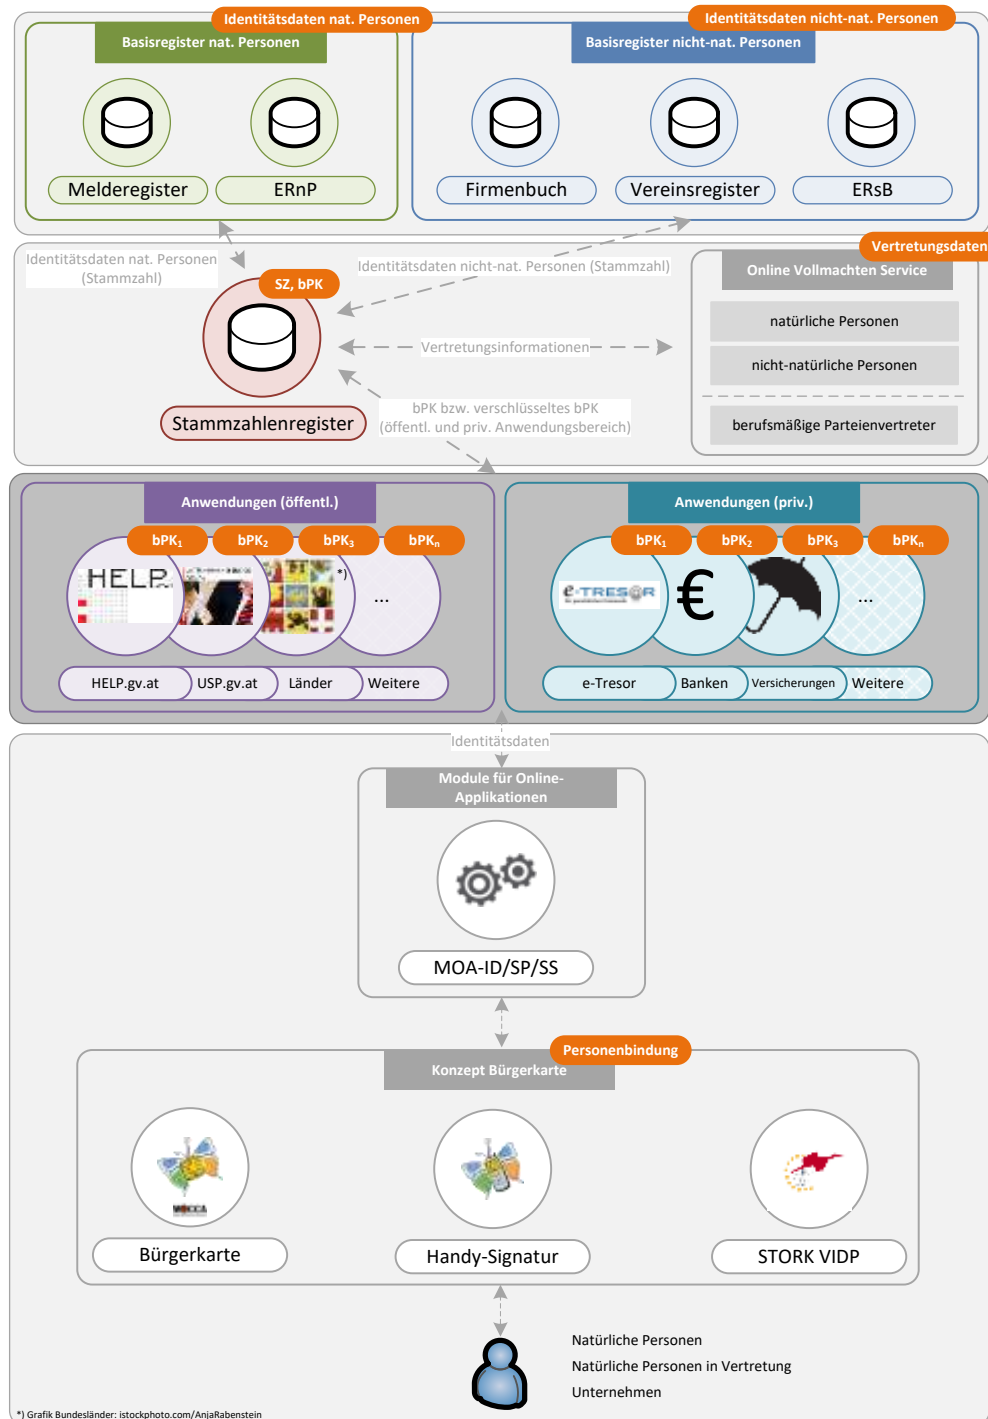 Identitätsdaten nat. Personen
Identitätsdaten nicht-nat. Personen
Basisregister nat. Personen
Basisregister nicht-nat. Personen
Melderegister
ERnP
Firmenbuch
Vereinsregister
ERsB
Identitätsdaten nat. Personen
(Stammzahl)
Identitätsdaten nicht-nat. Personen (Stammzahl)
Vertretungsdaten
Online Vollmachten Service
SZ, bPK
natürliche Personen
Vertretungsinformationen
nicht-natürliche Personen
Stammzahlenregister
bPK bzw. verschlüsseltes bPK
(öffentl. und priv. Anwendungsbereich)
berufsmäßige Parteienvertreter
Anwendungen (öffentl.)
Anwendungen (priv.)
bPK1
bPK2
bPK3
bPKn
bPK1
bPK2
bPK3
bPKn
HELP
*)
...
e-TRESOR
€
...
HELP.gv.at
USP.gv.at
Länder
Weitere
e-Tresor
Banken
Versicherungen
Weitere
Identitätsdaten
Module für Online-
Applikationen
MOA-ID/SP/SS
Personenbindung
Konzept Bürgerkarte
MOCCA
Bürgerkarte
Handy-Signatur
STORK VIDP
Natürliche Personen
Natürliche Personen in Vertretung
Unternehmen
*) Grafik Bundesländer: istockphoto.com/AnjaRabenstein